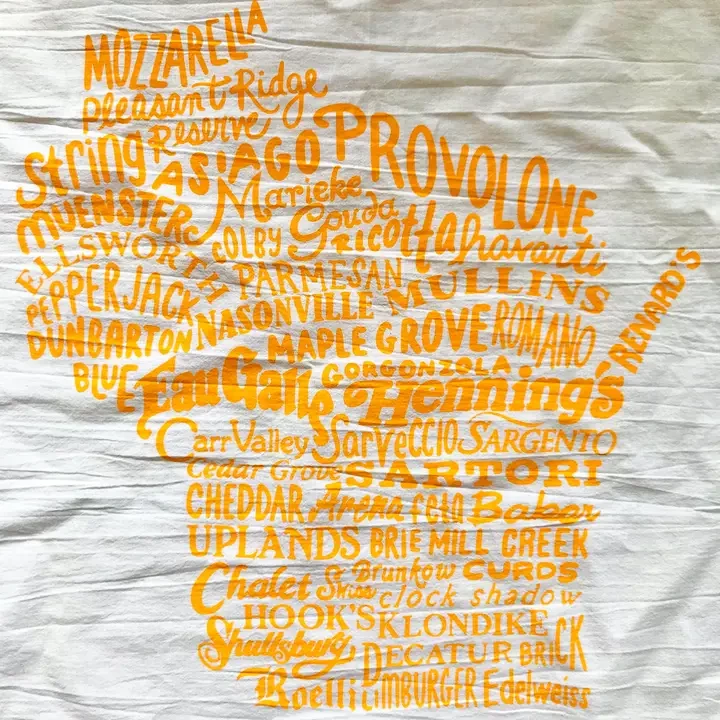 MOZZARELLA
Pleasant Ridge
Reserve
String ASIAGO PROVOLONE
MUENSTER Marieke
Gouda
ELLSWORTH COLBY RICOTTA havarti
PEPPERJACK PARMESAN MULLINS
DUNBARTON NASONVILLE
BLUE MAPLE GROVE ROMANO RENARD'S
GORGONZOLA
Eau Galle Hennings
Carr Valley SarVecchio SARGENTO
Cedar Grove SARTORI
CHEDDAR Arena Feta Baker
UPLANDS BRIE MILL CREEK
Chalet Swiss Brunkow CURDS
clock shadow
HOOK'S KLONDIKE
Shullsburg DECATUR BRICK
Roelli LIMBURGER Edelweiss